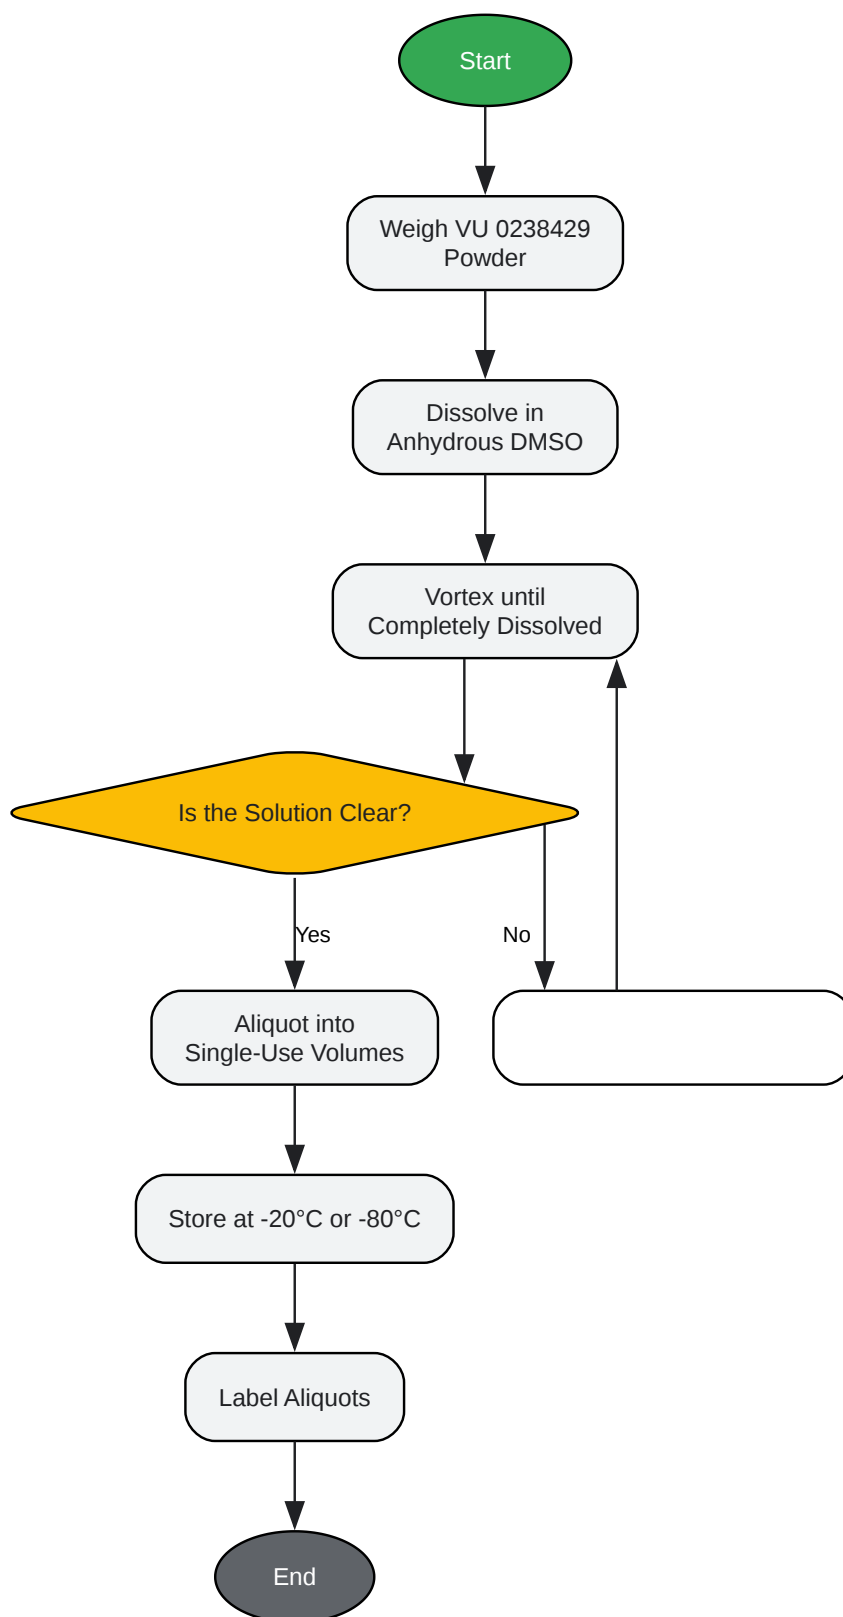 Start
Weigh VU 0238429
Powder
Dissolve in
Anhydrous DMSO
Vortex until
Completely Dissolved
Is the Solution Clear?
Yes
No
Aliquot into
Single-Use Volumes
Store at -20°C or -80°C
Label Aliquots
End